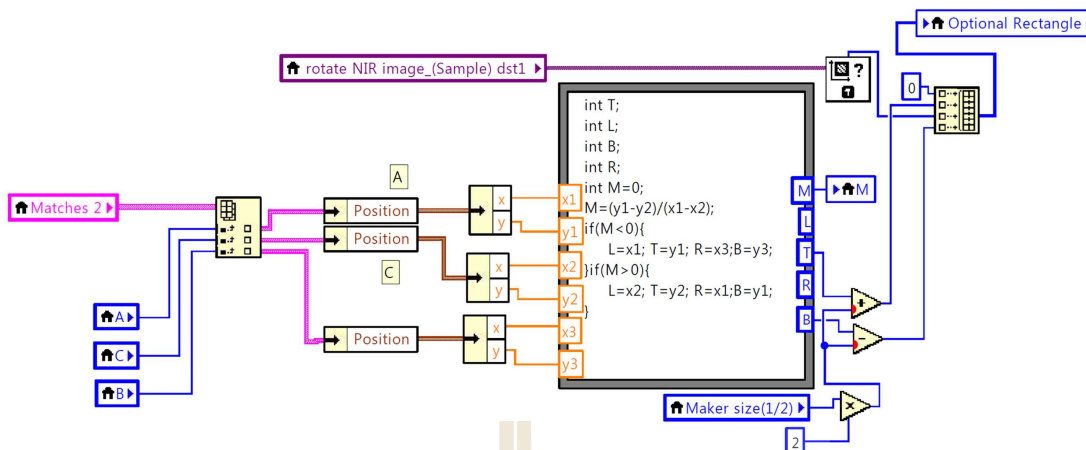 Optional Rectangle
rotate NIR image_(Sample) dst1
?
0
int T;
int L;
int B;
int R;
int M=0;
M=(y1-y2)/(x1-x2);
if(M<0){
L=x1; T=y1; R=x3;B=y3;
}if(M>0){
L=x2; T=y2; R=x1;B=y1;
}
A
Matches 2
Position
x
y
x1
y1
M
M
L
Position
C
x
y
x2
y2
T
R
B
+
-
A
C
B
Position
x
y
x3
y3
Maker size(1/2)
x
2